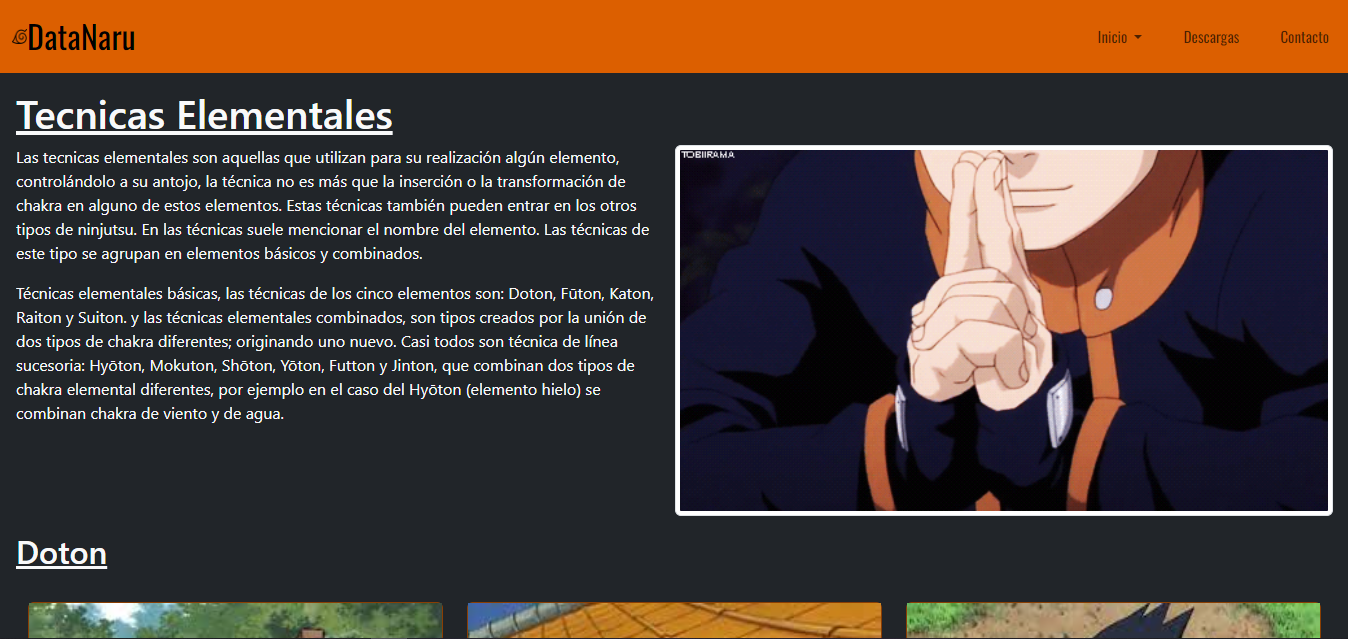 DataNaru
Inicio
Descargas
Contacto
Tecnicas Elementales
Las tecnicas elementales son aquellas que utilizan para su realización algún elemento,
controlándolo a su antojo, la técnica no es más que la inserción o la transformación de
chakra en alguno de estos elementos. Estas técnicas también pueden entrar en los otros
tipos de ninjutsu. En las técnicas suele mencionar el nombre del elemento. Las técnicas de
este tipo se agrupan en elementos básicos y combinados.
Técnicas elementales básicas, las técnicas de los cinco elementos son: Doton, Fūton, Katon,
Raiton y Suiton. y las técnicas elementales combinados, son tipos creados por la unión de
dos tipos de chakra diferentes; originando uno nuevo. Casi todos son técnica de línea
sucesoria: Hyōton, Mokuton, Shōton, Yōton, Futton y Jinton, que combinan dos tipos de
chakra elemental diferentes, por ejemplo en el caso del Hyōton (elemento hielo) se
combinan chakra de viento y de agua.
TOBIIRAMA
Doton